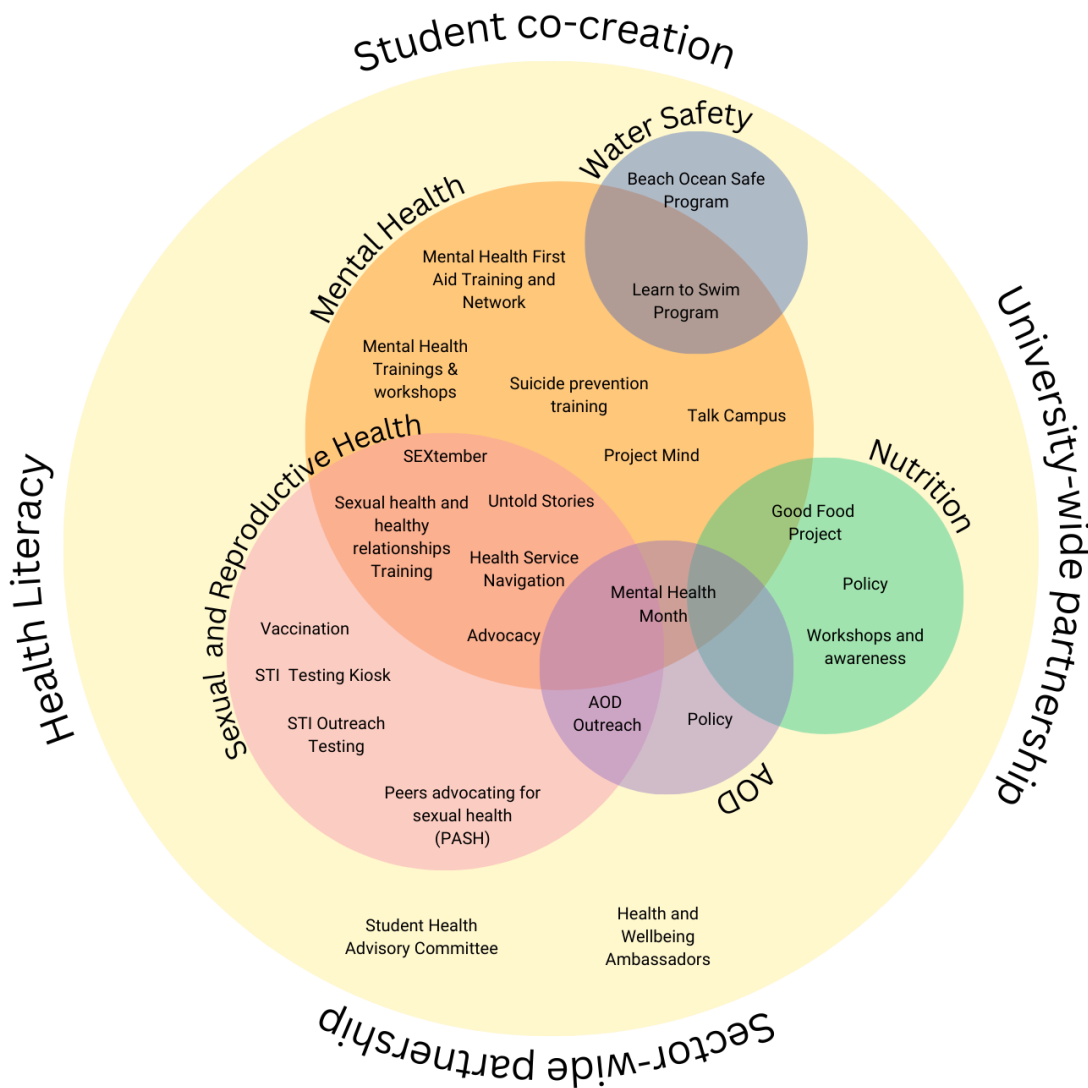 Student co-creation
Water Safety
Beach Ocean Safe
Program
Mental Health
Mental Health First
Aid Training and
Network
Learn to Swim
Program
University-wide partnership
Mental Health
Trainings &
workshops
Suicide prevention
training
Talk Campus
Project Mind
Sexual and Reproductive Health
SEXtember
Untold Stories
Sexual health and
healthy
relationships
Training
Health Service
Navigation
Advocacy
Nutrition
Good Food
Project
Policy
Workshops and
awareness
Mental Health
Month
Health Literacy
Vaccination
STI Testing Kiosk
STI Outreach
Testing
Peers advocating for
sexual health
(PASH)
AOD
Outreach
Policy
AOD
Student Health
Advisory Committee
Health and
Wellbeing
Ambassadors
Sector-wide partnership